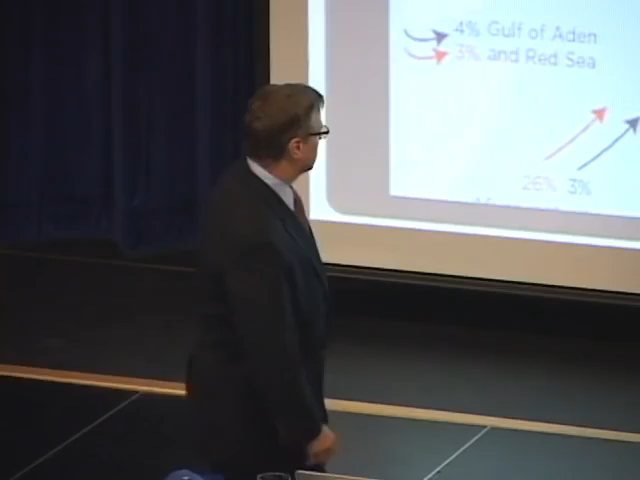 4% Gulf of Aden
3% and Red Sea
26% 3%